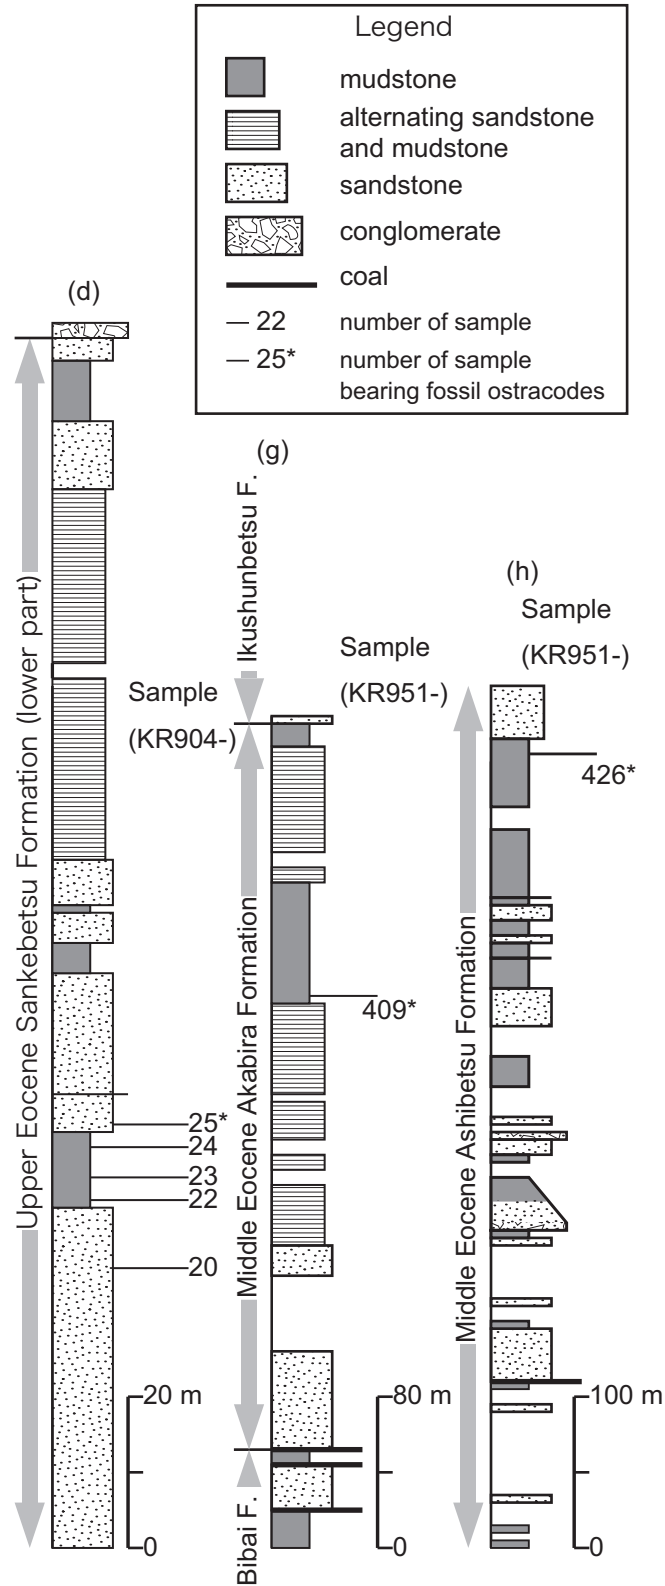 Legend
mudstone
alternating sandstone
and mudstone
sandstone
conglomerate
coal
22
number of sample
25*
number of sample
bearing fossil ostracodes
(d)
Upper Eocene Sankebetsu Formation (lower part)
Sample
(KR904-)
25*
24
23
22
20
20 m
0
(g)
Ikushunbetsu F.
Middle Eocene Akabira Formation
Bibai F.
Sample
(KR951-)
409*
80 m
0
(h)
Sample
(KR951-)
Middle Eocene Ashibetsu Formation
426*
100 m
0